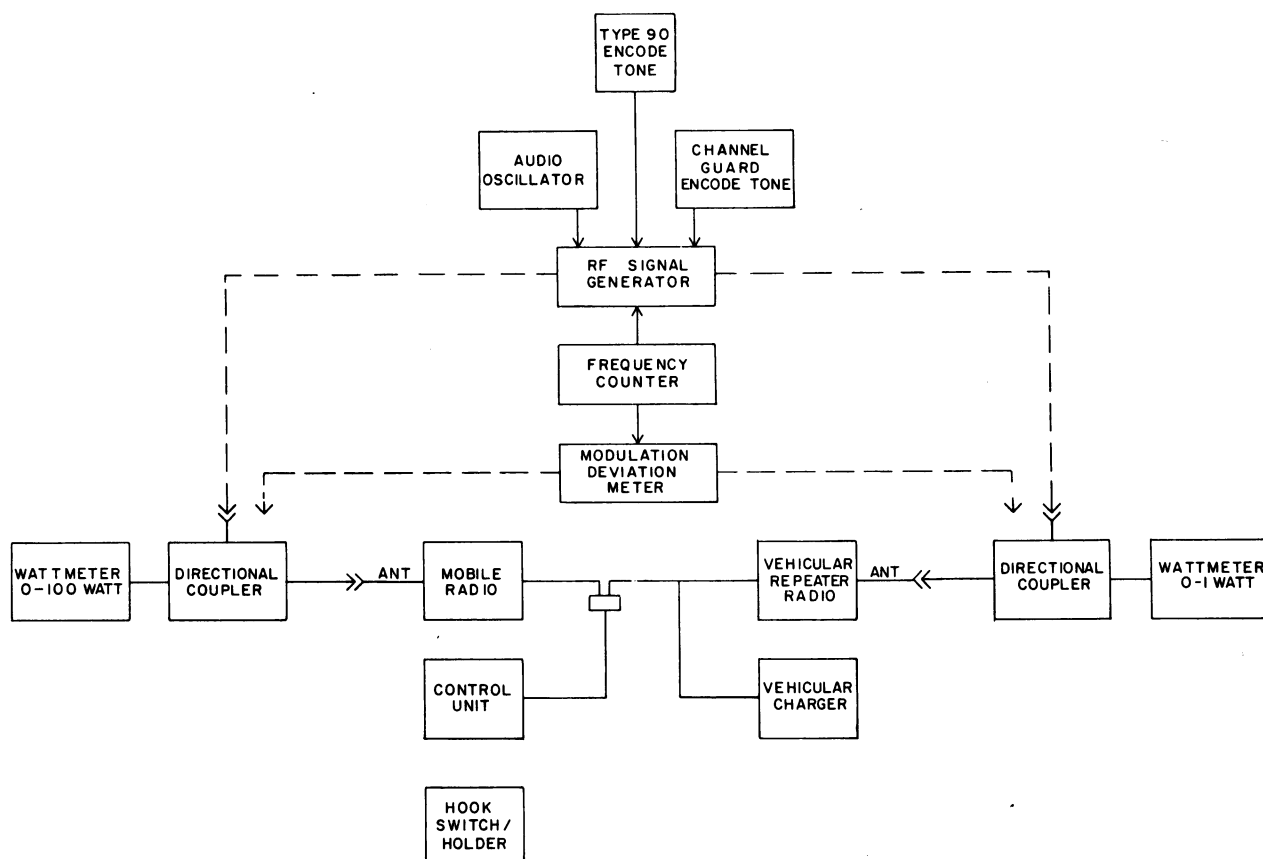 TYPE 90
ENCODE
TONE
AUDIO
OSCILLATOR
CHANNEL
GUARD
ENCODE TONE
RF SIGNAL
GENERATOR
FREQUENCY
COUNTER
MODULATION
DEVIATION
METER
WATTMETER
0-100 WATT
DIRECTIONAL
COUPLER
ANT
MOBILE
RADIO
VEHICULAR
REPEATER
RADIO
ANT
DIRECTIONAL
COUPLER
WATTMETER
0-1 WATT
CONTROL
UNIT
VEHICULAR
CHARGER
HOOK
SWITCH/
HOLDER